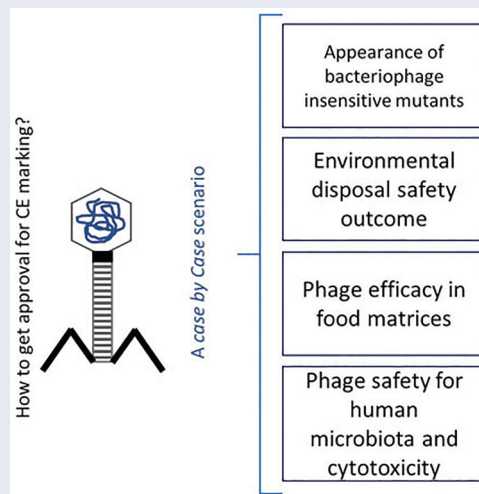 How to get approval for CE marking?
A case by Case scenario
Appearance of
bacteriophage
insensitive mutants
Environmental
disposal safety
outcome
Phage efficacy in
food matrices
Phage safety for
human
microbiota and
cytotoxicity